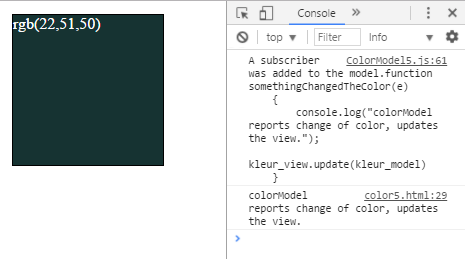 rgb(22,51,50)
Console
top ▼ Filter Info ▼
A subscriber ColorModel5.js:61
was added to the model.function
somethingChangedTheColor(e)
{
console.log("colorModel
reports change of color, updates
the view.");
kleur_view.update(kleur_model)
}
colorModel color5.html:29
reports change of color, updates
the view.